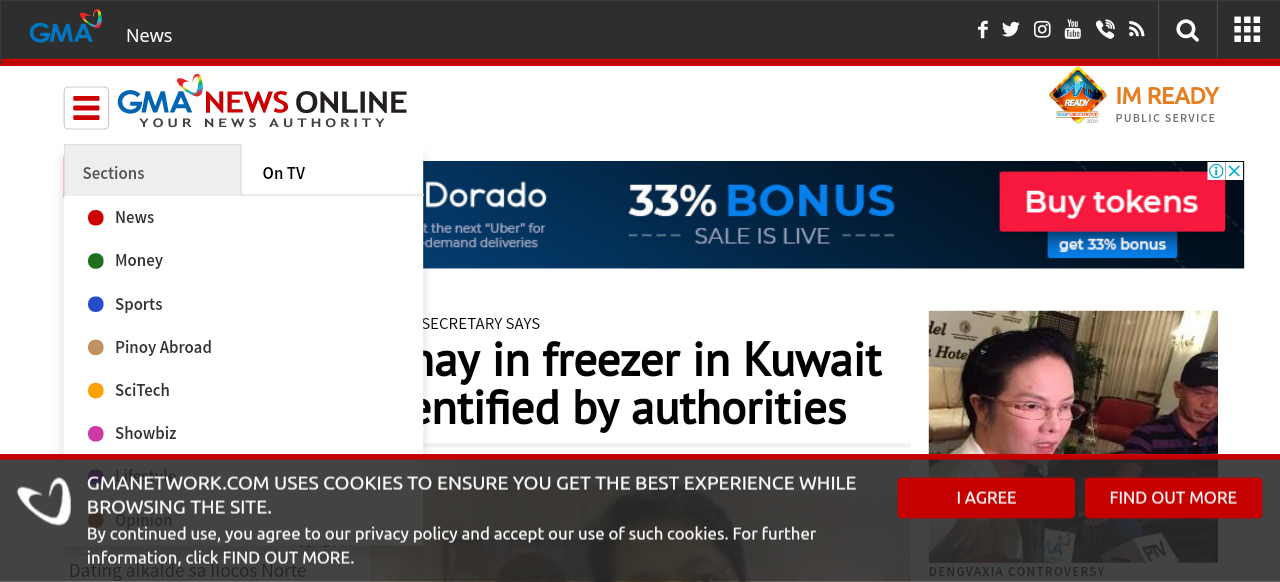 GMA News
GMA NEWS ONLINE
YOUR NEWS AUTHORITY
IM READY
PUBLIC SERVICE
READY
Sections
On TV
News
Money
Sports
Pinoy Abroad
SciTech
Showbiz
Lifestyle
Opinion
Dorado
t the next "Uber" for
-demand deliveries
33% BONUS
SALE IS LIVE
Buy tokens
get 33% bonus
SECRETARY SAYS
nay in freezer in Kuwait
entified by authorities
GMANETWORK.COM USES COOKIES TO ENSURE YOU GET THE BEST EXPERIENCE WHILE
BROWSING THE SITE.
By continued use, you agree to our privacy policy and accept our use of such cookies. For further
information, click FIND OUT MORE.
I AGREE
FIND OUT MORE
Dating alkalde sa Ilocos Norte
DENGVAXIA CONTROVERSY